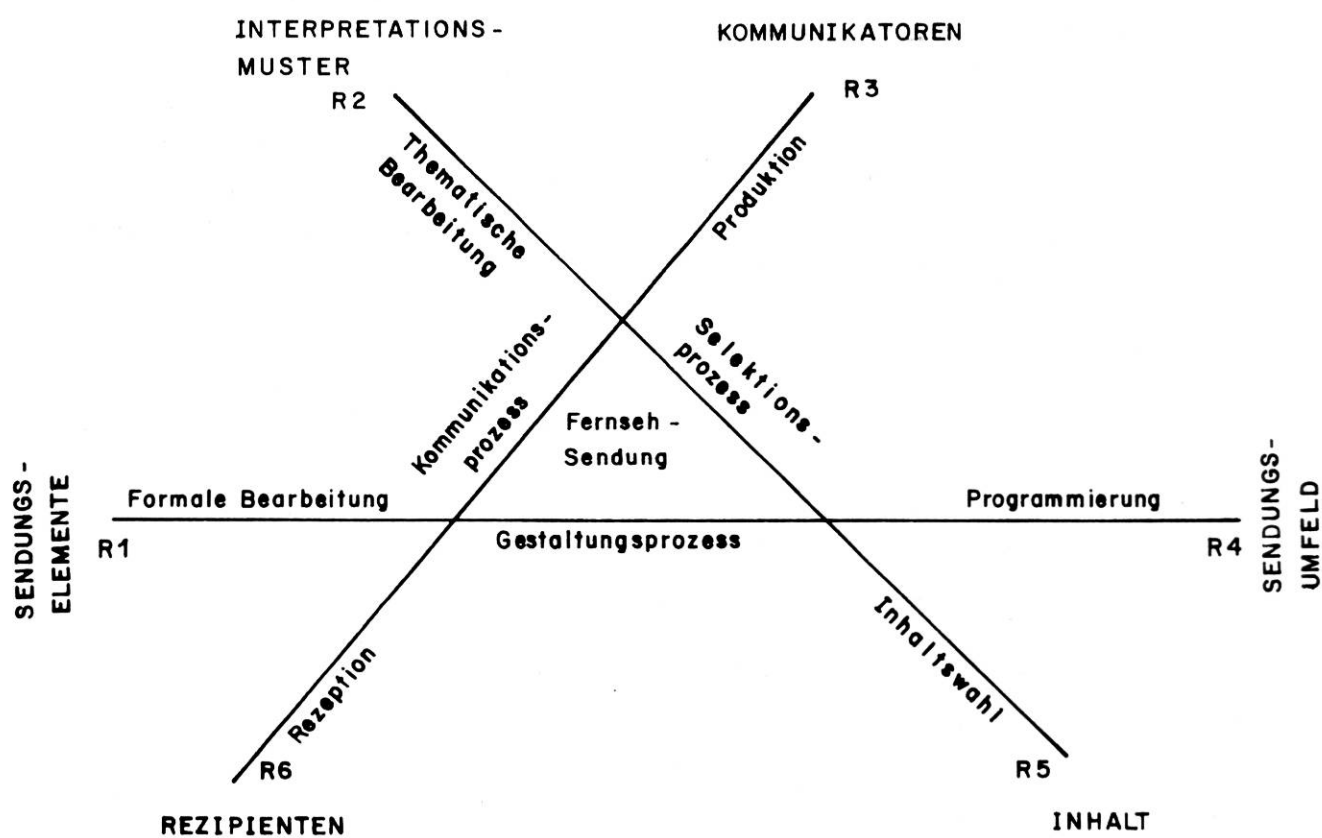 INTERPRETATIONS-
MUSTER
R2
KOMMUNIKATOREN
R3
Thematische
Bearbeitung
Produktion
Kommunikations-
prozess
Selektions-
prozess
Fernseh-
Sendung
SENDUNGS-
ELEMENTE
Formale Bearbeitung
R1
Gestaltungsprozess
Programmierung
R4
SENDUNGS-
UMFELD
Rezeption
R6
REZIPIENTEN
Inhaltswahl
R5
INHALT